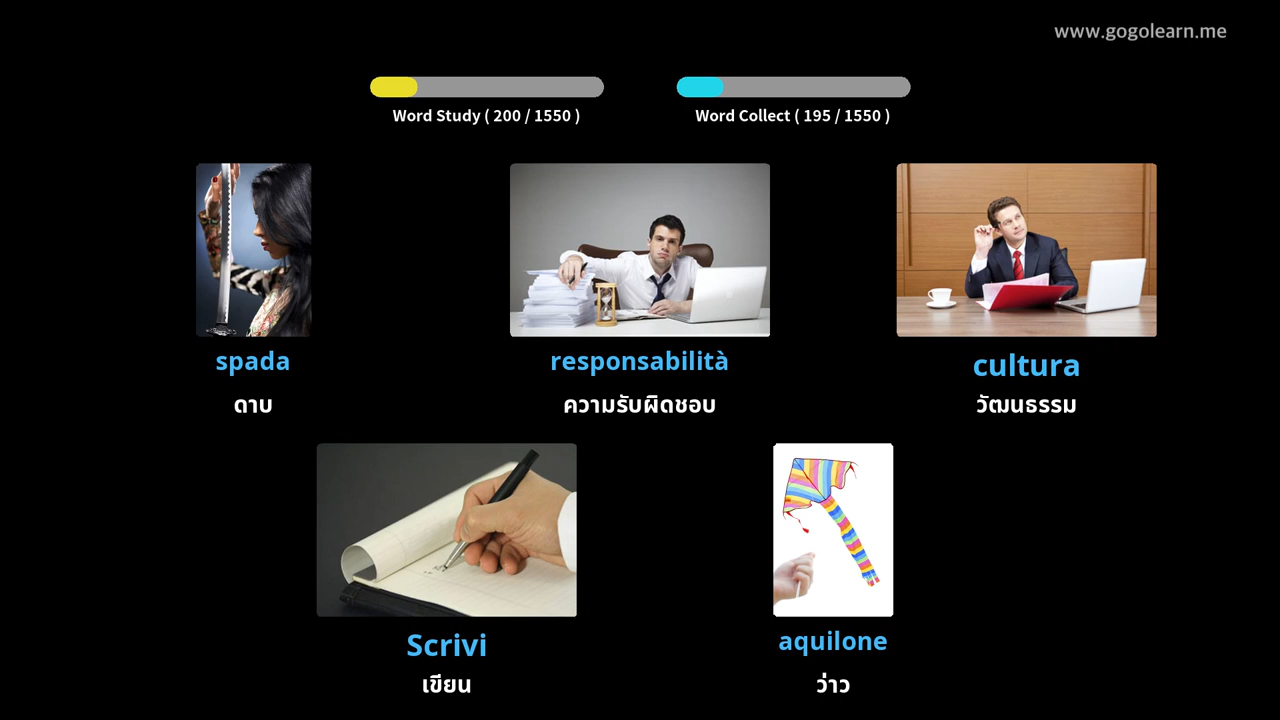 www.gogolearn.me
Word Study ( 200 / 1550 )
Word Collect ( 195 / 1550 )
spada
ดาบ
responsabilità
ความรับผิดชอบ
cultura
วัฒนธรรม
Scrivi
เขียน
aquilone
ว่าว